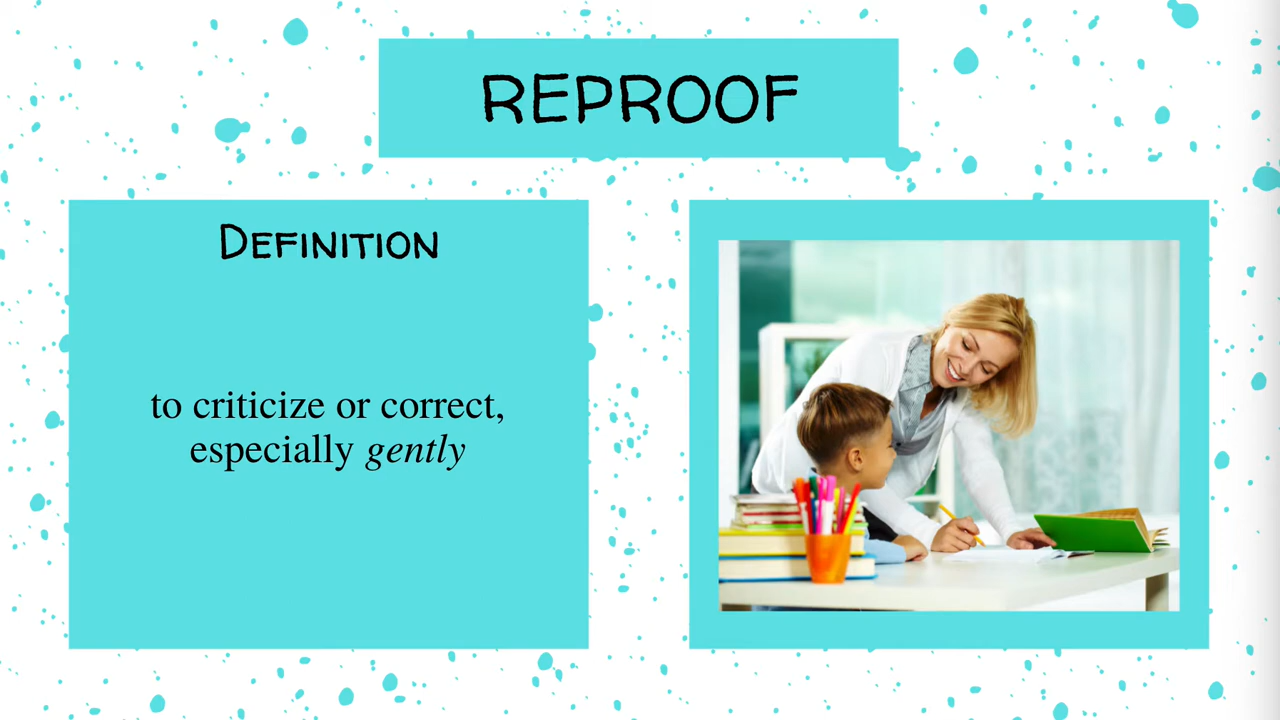 REPROOF
DEFINITION
to criticize or correct,
especially gently